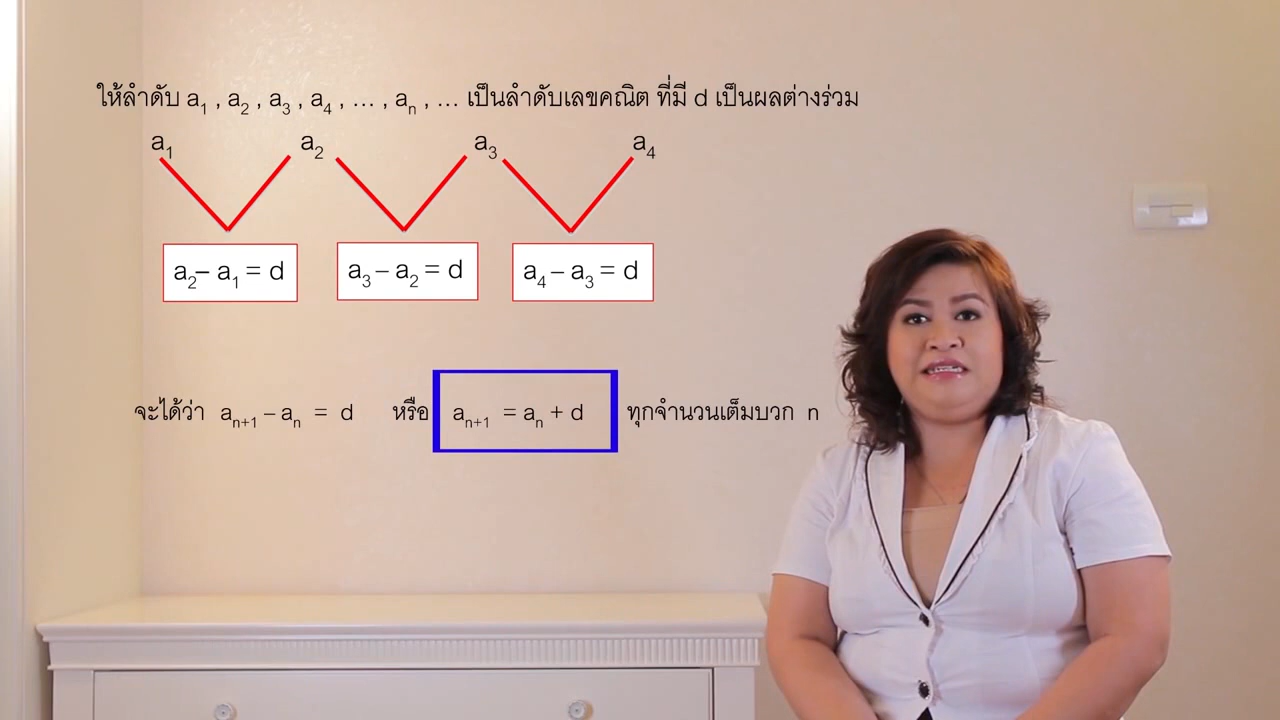 ให้ลำดับ a₁ , a₂ , a₃ , a₄ , … , aₙ , … เป็นลำดับเลขคณิต ที่มี d เป็นผลต่างร่วม
a₁ a₂ a₃ a₄
a₂– a₁ = d a₃ – a₂ = d a₄ – a₃ = d
จะได้ว่า aₙ₊₁ – aₙ = d หรือ aₙ₊₁ = aₙ + d ทุกจำนวนเต็มบวก n